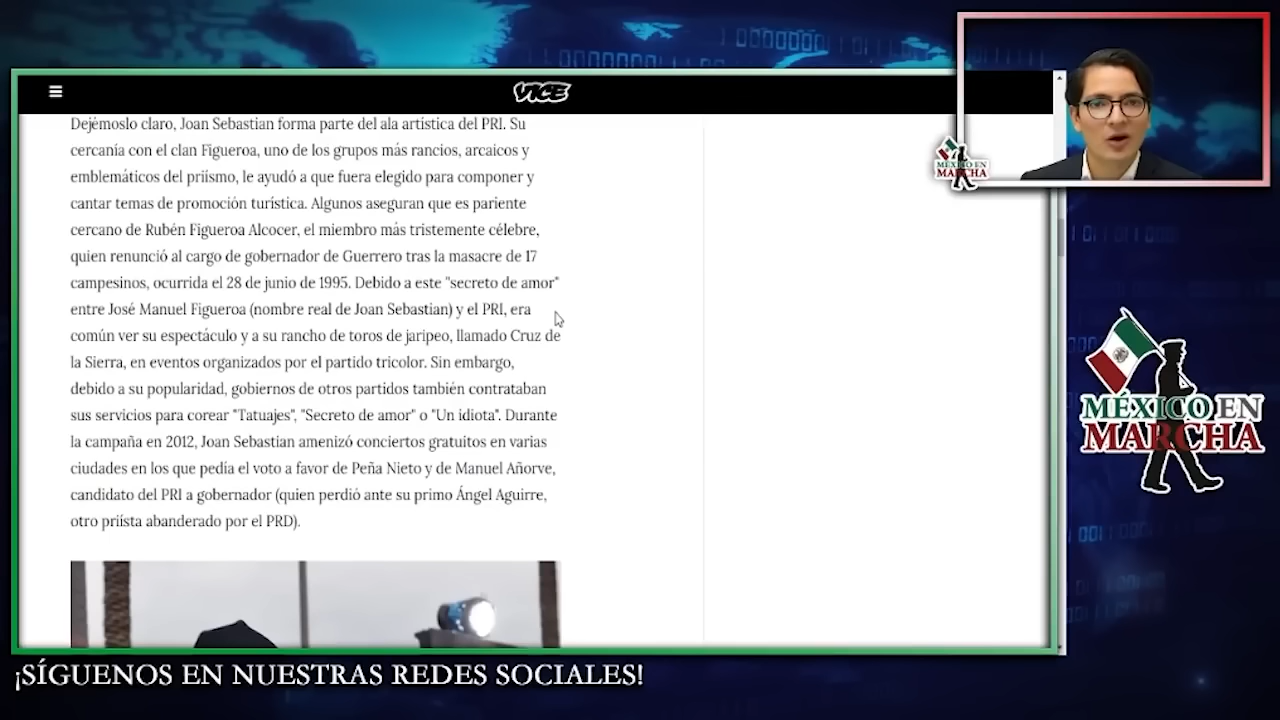 VICE
Dejémoslo claro, Joan Sebastian forma parte del ala artística del PRI. Su
cercanía con el clan Figueroa, uno de los grupos más rancios, arcaicos y
emblemáticos del priísmo, le ayudó a que fuera elegido para componer y
cantar temas de promoción turística. Algunos aseguran que es pariente
cercano de Rubén Figueroa Alcocer, el miembro más tristemente célebre,
quien renunció al cargo de gobernador de Guerrero tras la masacre de 17
campesinos, ocurrida el 28 de junio de 1995. Debido a este "secreto de amor"
entre José Manuel Figueroa (nombre real de Joan Sebastian) y el PRI, era
común ver su espectáculo y a su rancho de toros de jaripeo, llamado Cruz de
la Sierra, en eventos organizados por el partido tricolor. Sin embargo,
debido a su popularidad, gobiernos de otros partidos también contrataban
sus servicios para corear "Tatuajes", "Secreto de amor" o "Un idiota". Durante
la campaña en 2012, Joan Sebastian amenizó conciertos gratuitos en varias
ciudades en los que pedía el voto a favor de Peña Nieto y de Manuel Añorve,
candidato del PRI a gobernador (quien perdió ante su primo Ángel Aguirre,
otro priísta abanderado por el PRD).
MÉXICO EN
MARCHA
MÉXICO EN
MARCHA
¡SÍGUENOS EN NUESTRAS REDES SOCIALES!